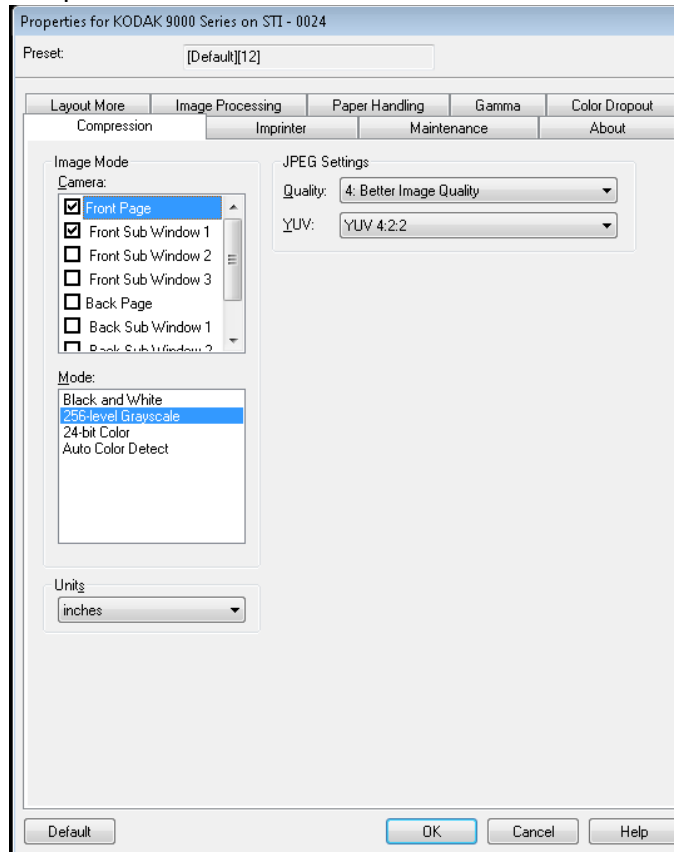 Properties for KODAK 9000 Series on STI - 0024
Preset: [Default][12]
Layout More Image Processing Paper Handling Gamma Color Dropout
Compression Imprinter Maintenance About
Image Mode
Camera:
Front Page
Front Sub Window 1
Front Sub Window 2
Front Sub Window 3
Back Page
Back Sub Window 1
Back Sub Window 2
Mode:
Black and White
256-level Grayscale
24-bit Color
Auto Color Detect
Units
inches
JPEG Settings
Quality: 4: Better Image Quality
YUV: YUV 4:2:2
Default OK Cancel Help